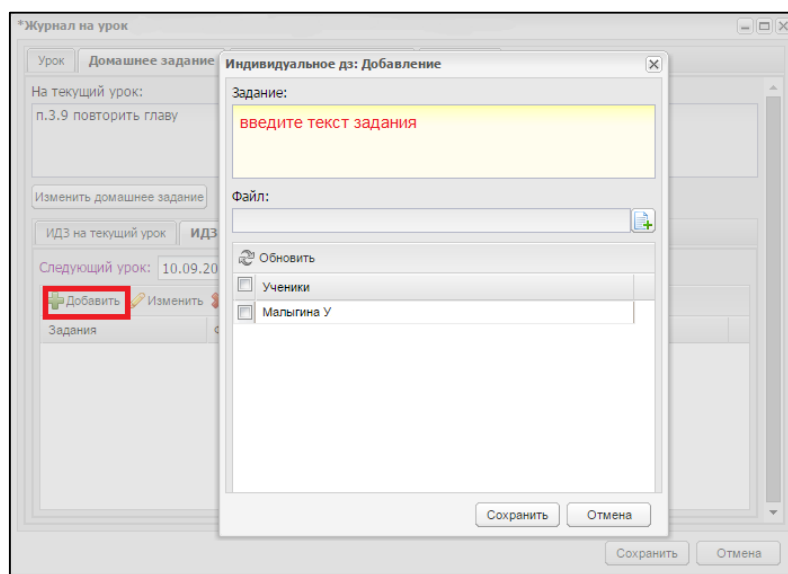 *Журнал на урок
Урок
Домашнее задание
На текущий урок:
п.3.9 повторить главу
Изменить домашнее задание
ИДЗ на текущий урок
ИДЗ
Следующий урок: 10.09.20
Добавить
Изменить
Задания
Индивидуальное дз: Добавление
Задание:
введите текст задания
Файл:
Обновить
Ученики
Малыгина У
Сохранить
Отмена
Сохранить
Отмена